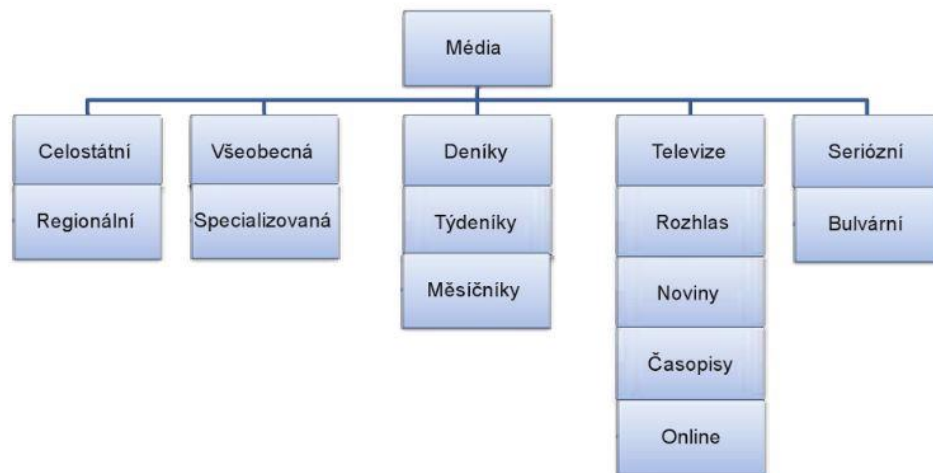 Média
Celostátní
Regionální
Všeobecná
Specializovaná
Deníky
Týdeníky
Měsíčníky
Televize
Rozhlas
Noviny
Časopisy
Online
Seriózní
Bulvární